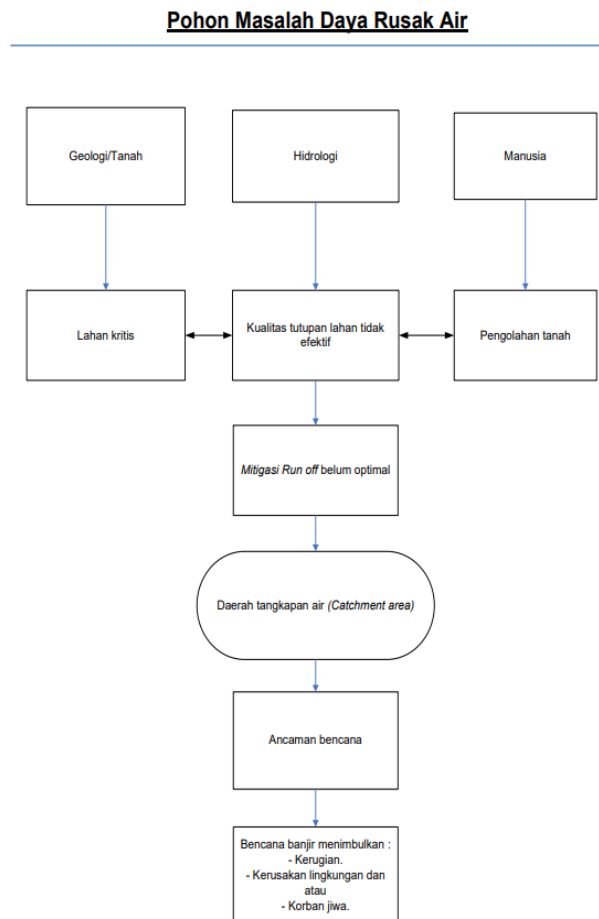 Pohon Masalah Daya Rusak Air
Geologi/Tanah
Hidrologi
Manusia
Lahan kritis
Kualitas tutupan lahan tidak
efektif
Pengolahan tanah
Mitigasi Run off belum optimal
Daerah tangkapan air (Catchment area)
Ancaman bencana
Bencana banjir menimbulkan :
- Kerugian.
- Kerusakan lingkungan dan
atau
- Korban jiwa.